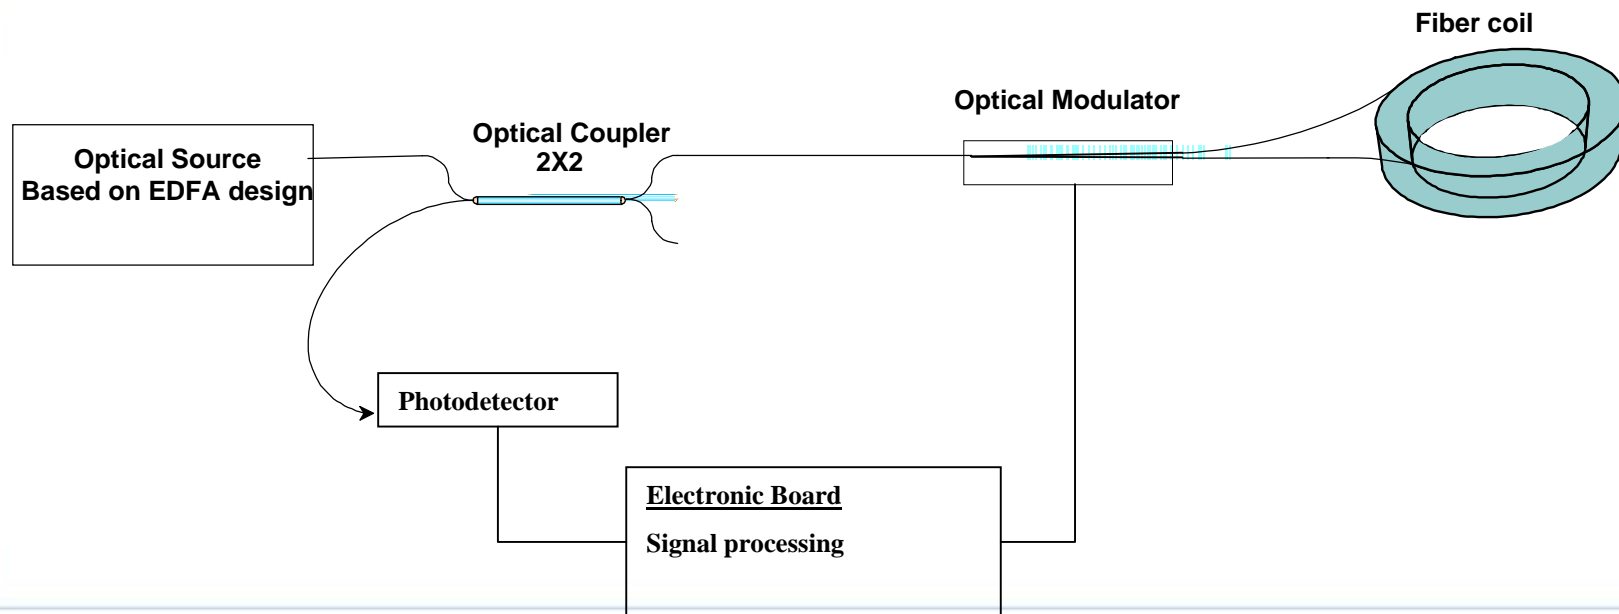 Fiber coil
Optical Modulator
Optical Coupler
2X2
Optical Source
Based on EDFA design
Photodetector
Electronic Board
Signal processing